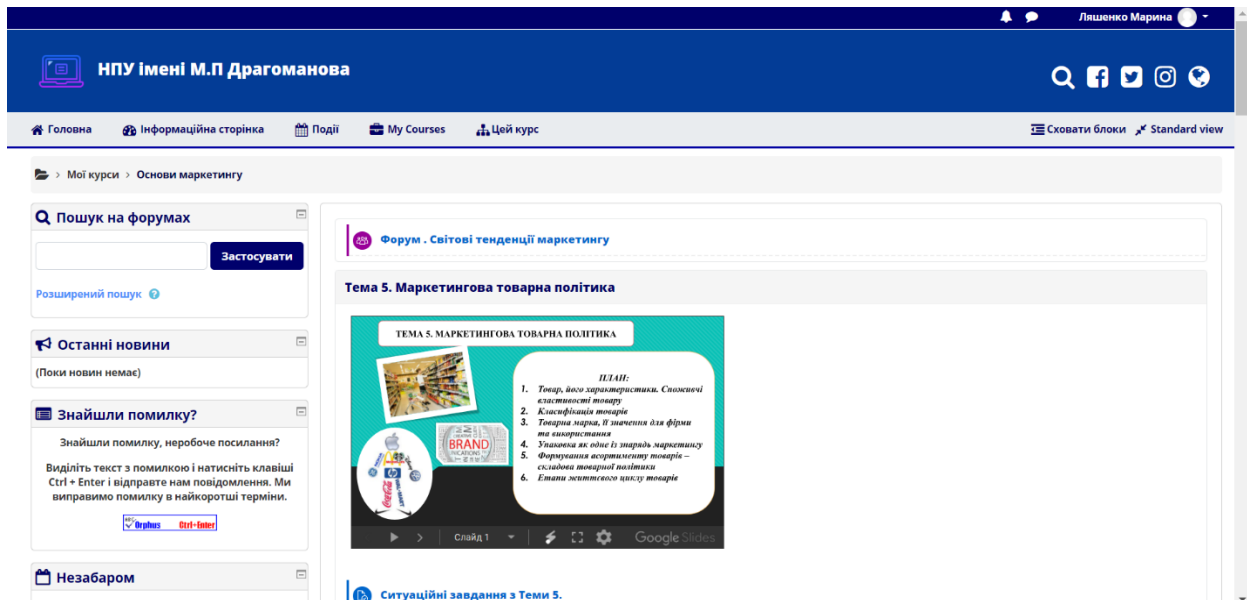 Ляшенко Марина
НПУ імені М.П Драгоманова
Головна
Інформаційна сторінка
Події
My Courses
Цей курс
Сховати блоки
Standard view
› Мої курси › Основи маркетингу
Пошук на форумах
Застосувати
Розширений пошук
Останні новини
(Поки новин немає)
Знайшли помилку?
Знайшли помилку, неробоче посилання?
Виділіть текст з помилкою і натисніть клавіші
Ctrl + Enter і відправте нам повідомлення. Ми
виправимо помилку в найкоротші терміни.
Orphus Ctrl+Enter
Незабаром
Форум . Світові тенденції маркетингу
Тема 5. Маркетингова товарна політика
ТЕМА 5. МАРКЕТИНГОВА ТОВАРНА ПОЛІТИКА
ПЛАН:
1. Товар, його характеристики. Споживчі
властивості товару
2. Класифікація товарів
3. Товарна марка, її значення для фірми
та використання
4. Упаковка як одне із знарядь маркетингу
5. Формування асортименту товарів –
складова товарної політики
6. Етапи життєвого циклу товарів
BRAND
Слайд 1
Google Slides
Ситуаційні завдання з Теми 5.